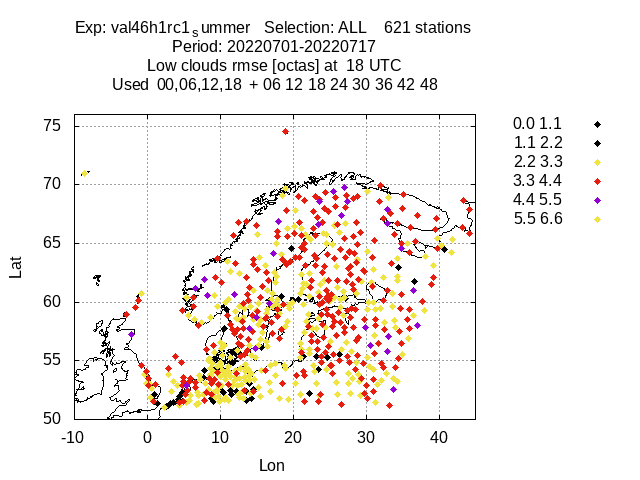 Exp: val46h1rc1summer   Selection: ALL    621 stations
Period: 20220701-20220717
Low clouds rmse [octas] at  18 UTC
Used  00,06,12,18  + 06 12 18 24 30 36 42 48
75
70
65
60
55
50
-10 0 10 20 30 40
Lat
Lon
0.0 1.1
1.1 2.2
2.2 3.3
3.3 4.4
4.4 5.5
5.5 6.6